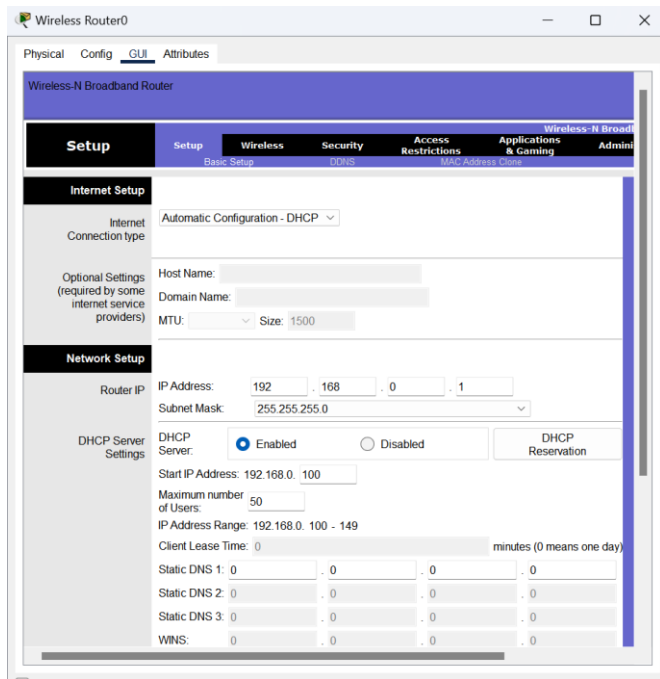 Wireless Router0
Physical Config GUI Attributes
Wireless-N Broadband Router
Wireless-N Broadl
Setup
Setup Wireless Security Access Restrictions Applications & Gaming Admini
Basic Setup DDNS MAC Address Clone
Internet Setup
Internet Connection type
Automatic Configuration - DHCP
Optional Settings
(required by some
internet service
providers)
Host Name:
Domain Name:
MTU: Size: 1500
Network Setup
Router IP
IP Address: 192 . 168 . 0 . 1
Subnet Mask: 255.255.255.0
DHCP Server
Settings
DHCP Server: Enabled Disabled DHCP Reservation
Start IP Address: 192.168.0. 100
Maximum number
of Users: 50
IP Address Range: 192.168.0. 100 - 149
Client Lease Time: 0 minutes (0 means one day)
Static DNS 1: 0 . 0 . 0 . 0
Static DNS 2: 0 . 0 . 0 . 0
Static DNS 3: 0 . 0 . 0 . 0
WINS: 0 . 0 . 0 . 0